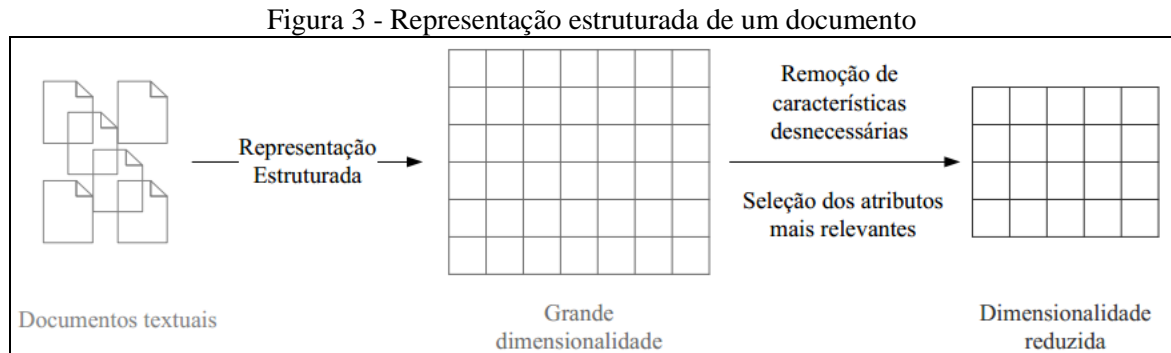 Figura 3 - Representação estruturada de um documento
Representação
Estruturada
Remoção de
características
desnecessárias
Seleção dos atributos
mais relevantes
Documentos textuais
Grande
dimensionalidade
Dimensionalidade
reduzida